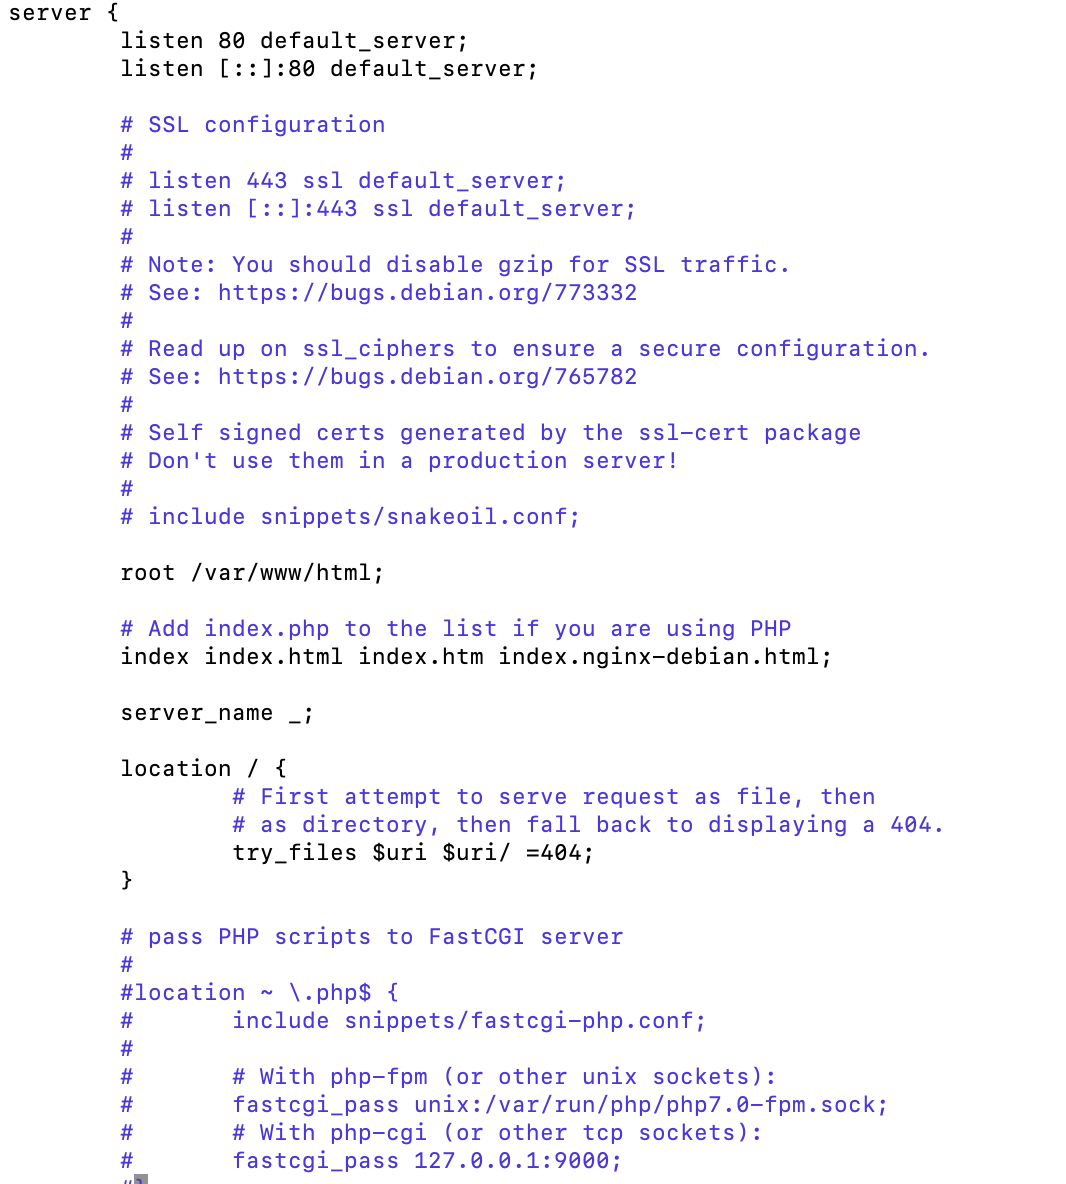 server {
        listen 80 default_server;
        listen [::]:80 default_server;

        # SSL configuration
        #
        # listen 443 ssl default_server;
        # listen [::]:443 ssl default_server;
        #
        # Note: You should disable gzip for SSL traffic.
        # See: https://bugs.debian.org/773332
        #
        # Read up on ssl_ciphers to ensure a secure configuration.
        # See: https://bugs.debian.org/765782
        #
        # Self signed certs generated by the ssl-cert package
        # Don't use them in a production server!
        #
        # include snippets/snakeoil.conf;

        root /var/www/html;

        # Add index.php to the list if you are using PHP
        index index.html index.htm index.nginx-debian.html;

        server_name _;

        location / {
                # First attempt to serve request as file, then
                # as directory, then fall back to displaying a 404.
                try_files $uri $uri/ =404;
        }

        # pass PHP scripts to FastCGI server
        #
        #location ~ \.php$ {
        #       include snippets/fastcgi-php.conf;
        #
        #       # With php-fpm (or other unix sockets):
        #       fastcgi_pass unix:/var/run/php/php7.0-fpm.sock;
        #       # With php-cgi (or other tcp sockets):
        #       fastcgi_pass 127.0.0.1:9000;
        #}